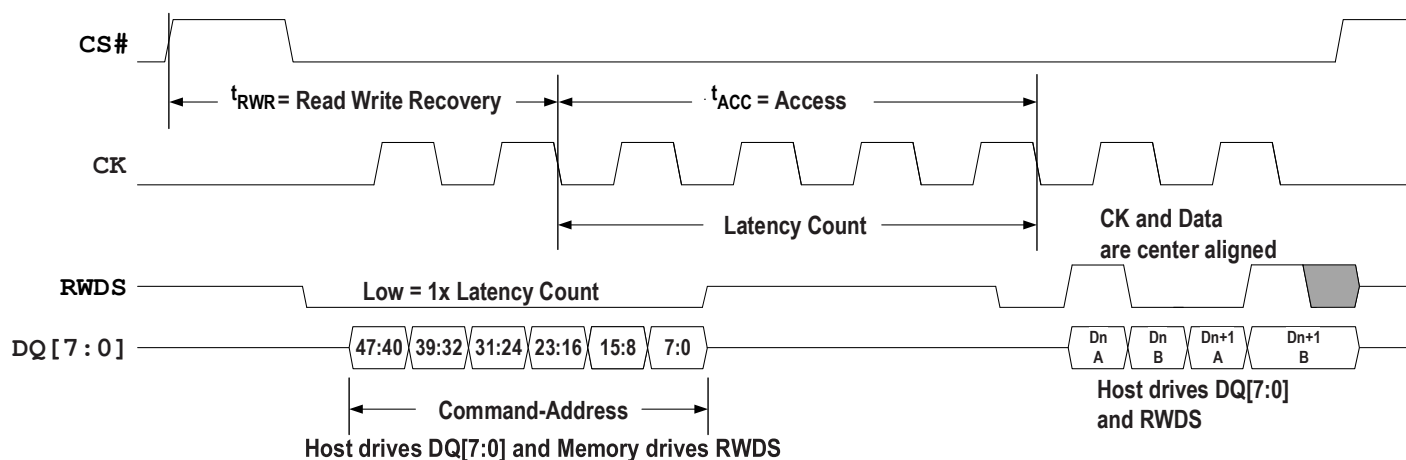 CS#
tRWR= Read Write Recovery
tACC = Access
CK
Latency Count
CK and Data
are center aligned
RWDS
Low = 1x Latency Count
DQ[7:0]
47:40 39:32 31:24 23:16 15:8 7:0
Dn A
Dn B
Dn+1 A
Dn+1 B
Command-Address
Host drives DQ[7:0]
and RWDS
Host drives DQ[7:0] and Memory drives RWDS